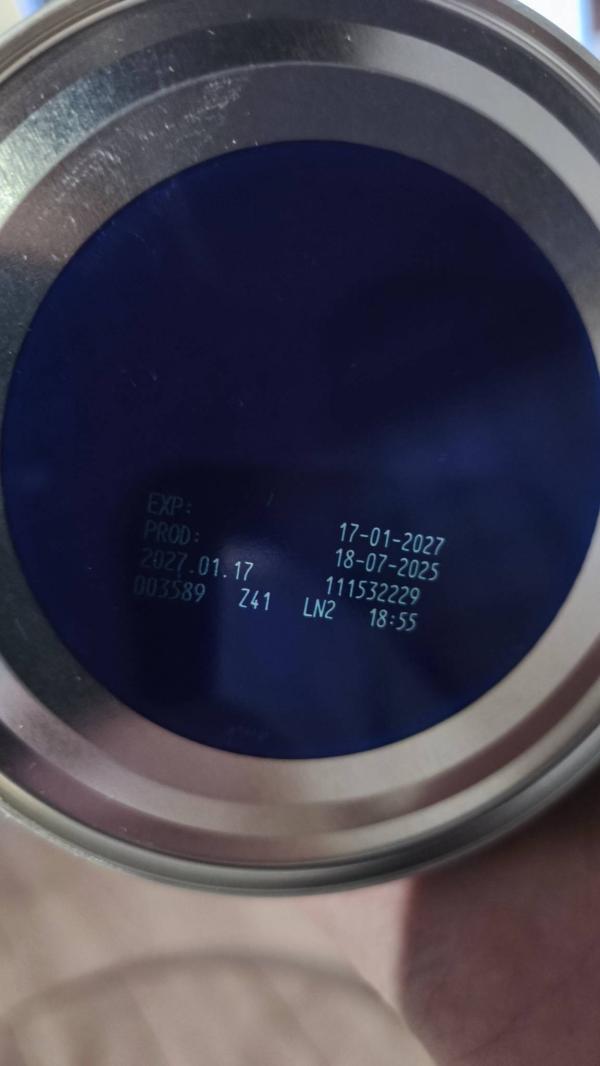 EXP: 17-01-2027
PROD: 18-07-2025
2027.01.17 111532229
003589 Z41 LN2 18:55